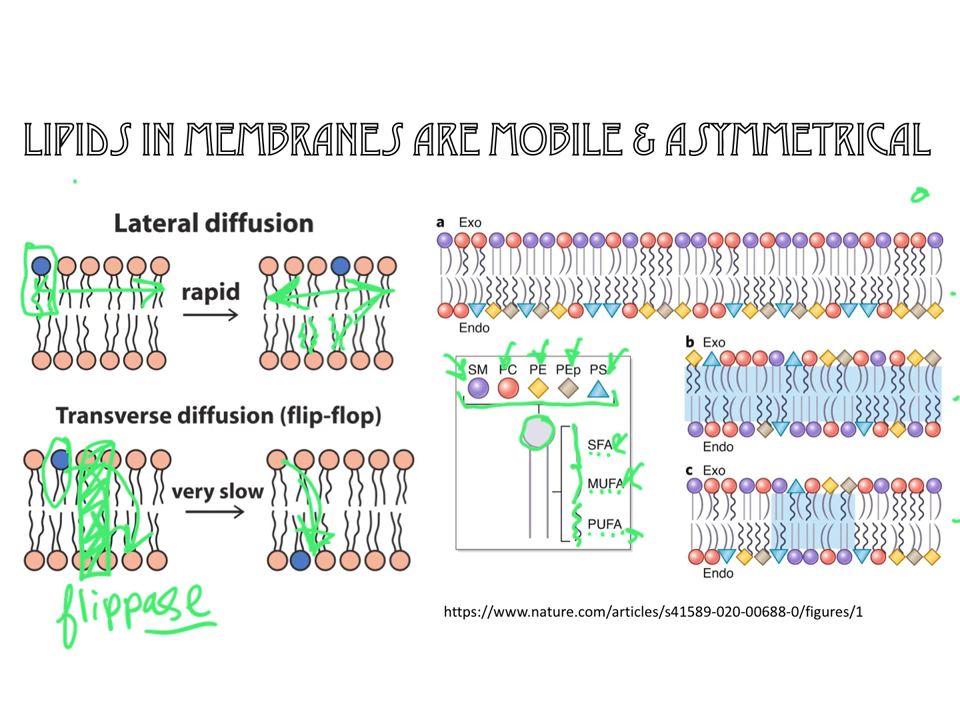 LIPIDS IN MEMBRANES ARE MOBILE & ASYMMETRICAL
Lateral diffusion
rapid
Transverse diffusion (flip-flop)
very slow
flippase
a Exo
Endo
SM PC PE PEp PS
SFA
MUFA
PUFA
b Exo
Endo
c Exo
Endo
https://www.nature.com/articles/s41589-020-00688-0/figures/1